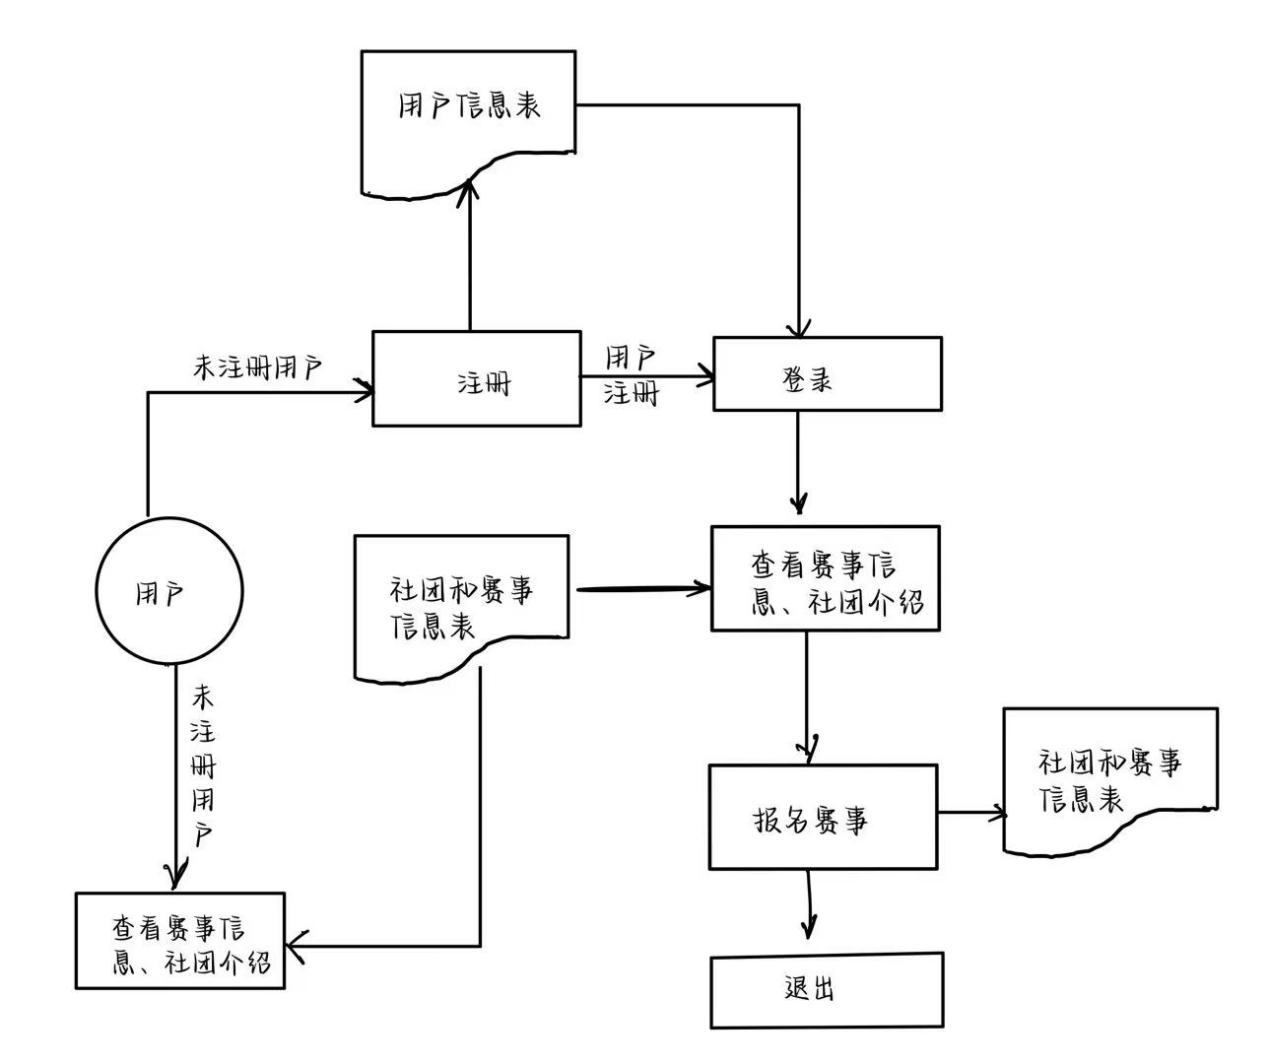 用户信息表
未注册用户
注册
用户
注册
登录
用户
社团和赛事
信息表
查看赛事信
息、社团介绍
未
注
册
用
户
社团和赛事
信息表
报名赛事
查看赛事信
息、社团介绍
退出